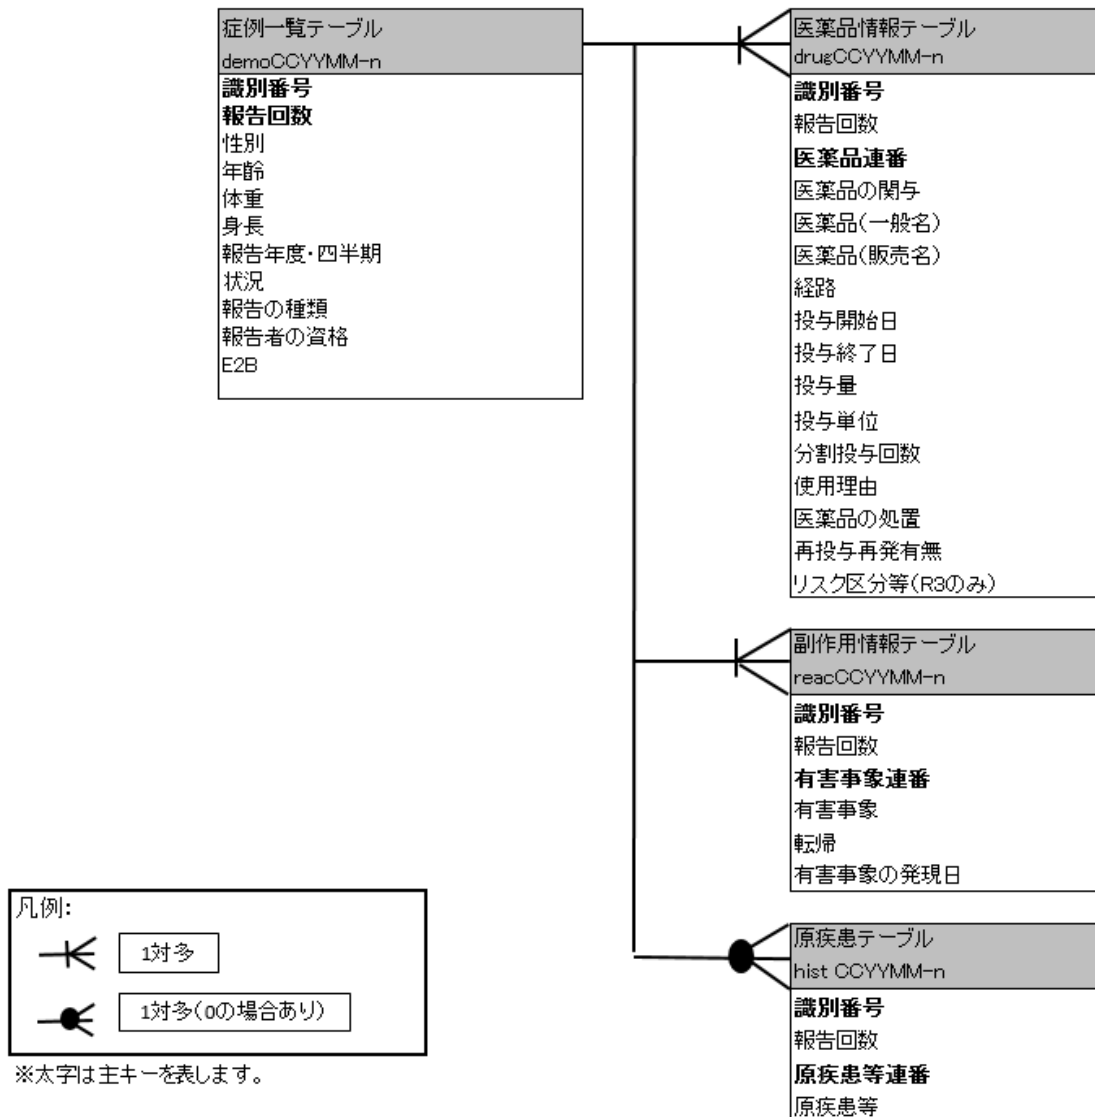 症例一覧テーブル
demoCCYYMM-n
識別番号
報告回数
性別
年齢
体重
身長
報告年度・四半期
状況
報告の種類
報告者の資格
E2B
医薬品情報テーブル
drugCCYYMM-n
識別番号
報告回数
医薬品連番
医薬品の関与
医薬品(一般名)
医薬品(販売名)
経路
投与開始日
投与終了日
投与量
投与単位
分割投与回数
使用理由
医薬品の処置
再投与再発有無
リスク区分等(R3のみ)
副作用情報テーブル
reacCCYYMM-n
識別番号
報告回数
有害事象連番
有害事象
転帰
有害事象の発現日
原疾患テーブル
hist CCYYMM-n
識別番号
報告回数
原疾患等連番
原疾患等
凡例:
1対多
1対多(0の場合あり)
※太字は主キーを表します。